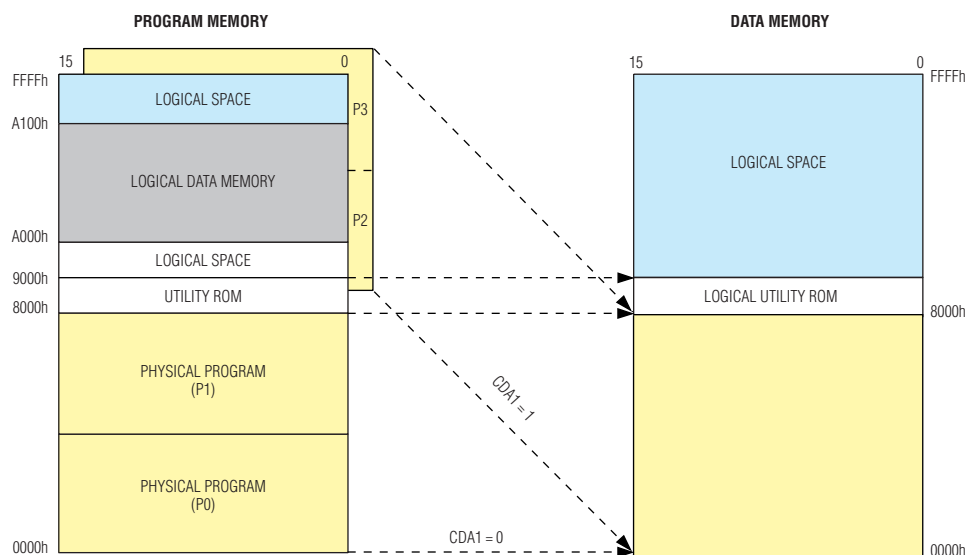 PROGRAM MEMORY
DATA MEMORY
15
0
15
0
FFFFh
FFFFh
LOGICAL SPACE
P3
A100h
LOGICAL DATA MEMORY
LOGICAL SPACE
P2
A000h
LOGICAL SPACE
9000h
UTILITY ROM
LOGICAL UTILITY ROM
8000h
8000h
PHYSICAL PROGRAM
(P1)
CDA1 = 1
PHYSICAL PROGRAM
(P0)
CDA1 = 0
0000h
0000h